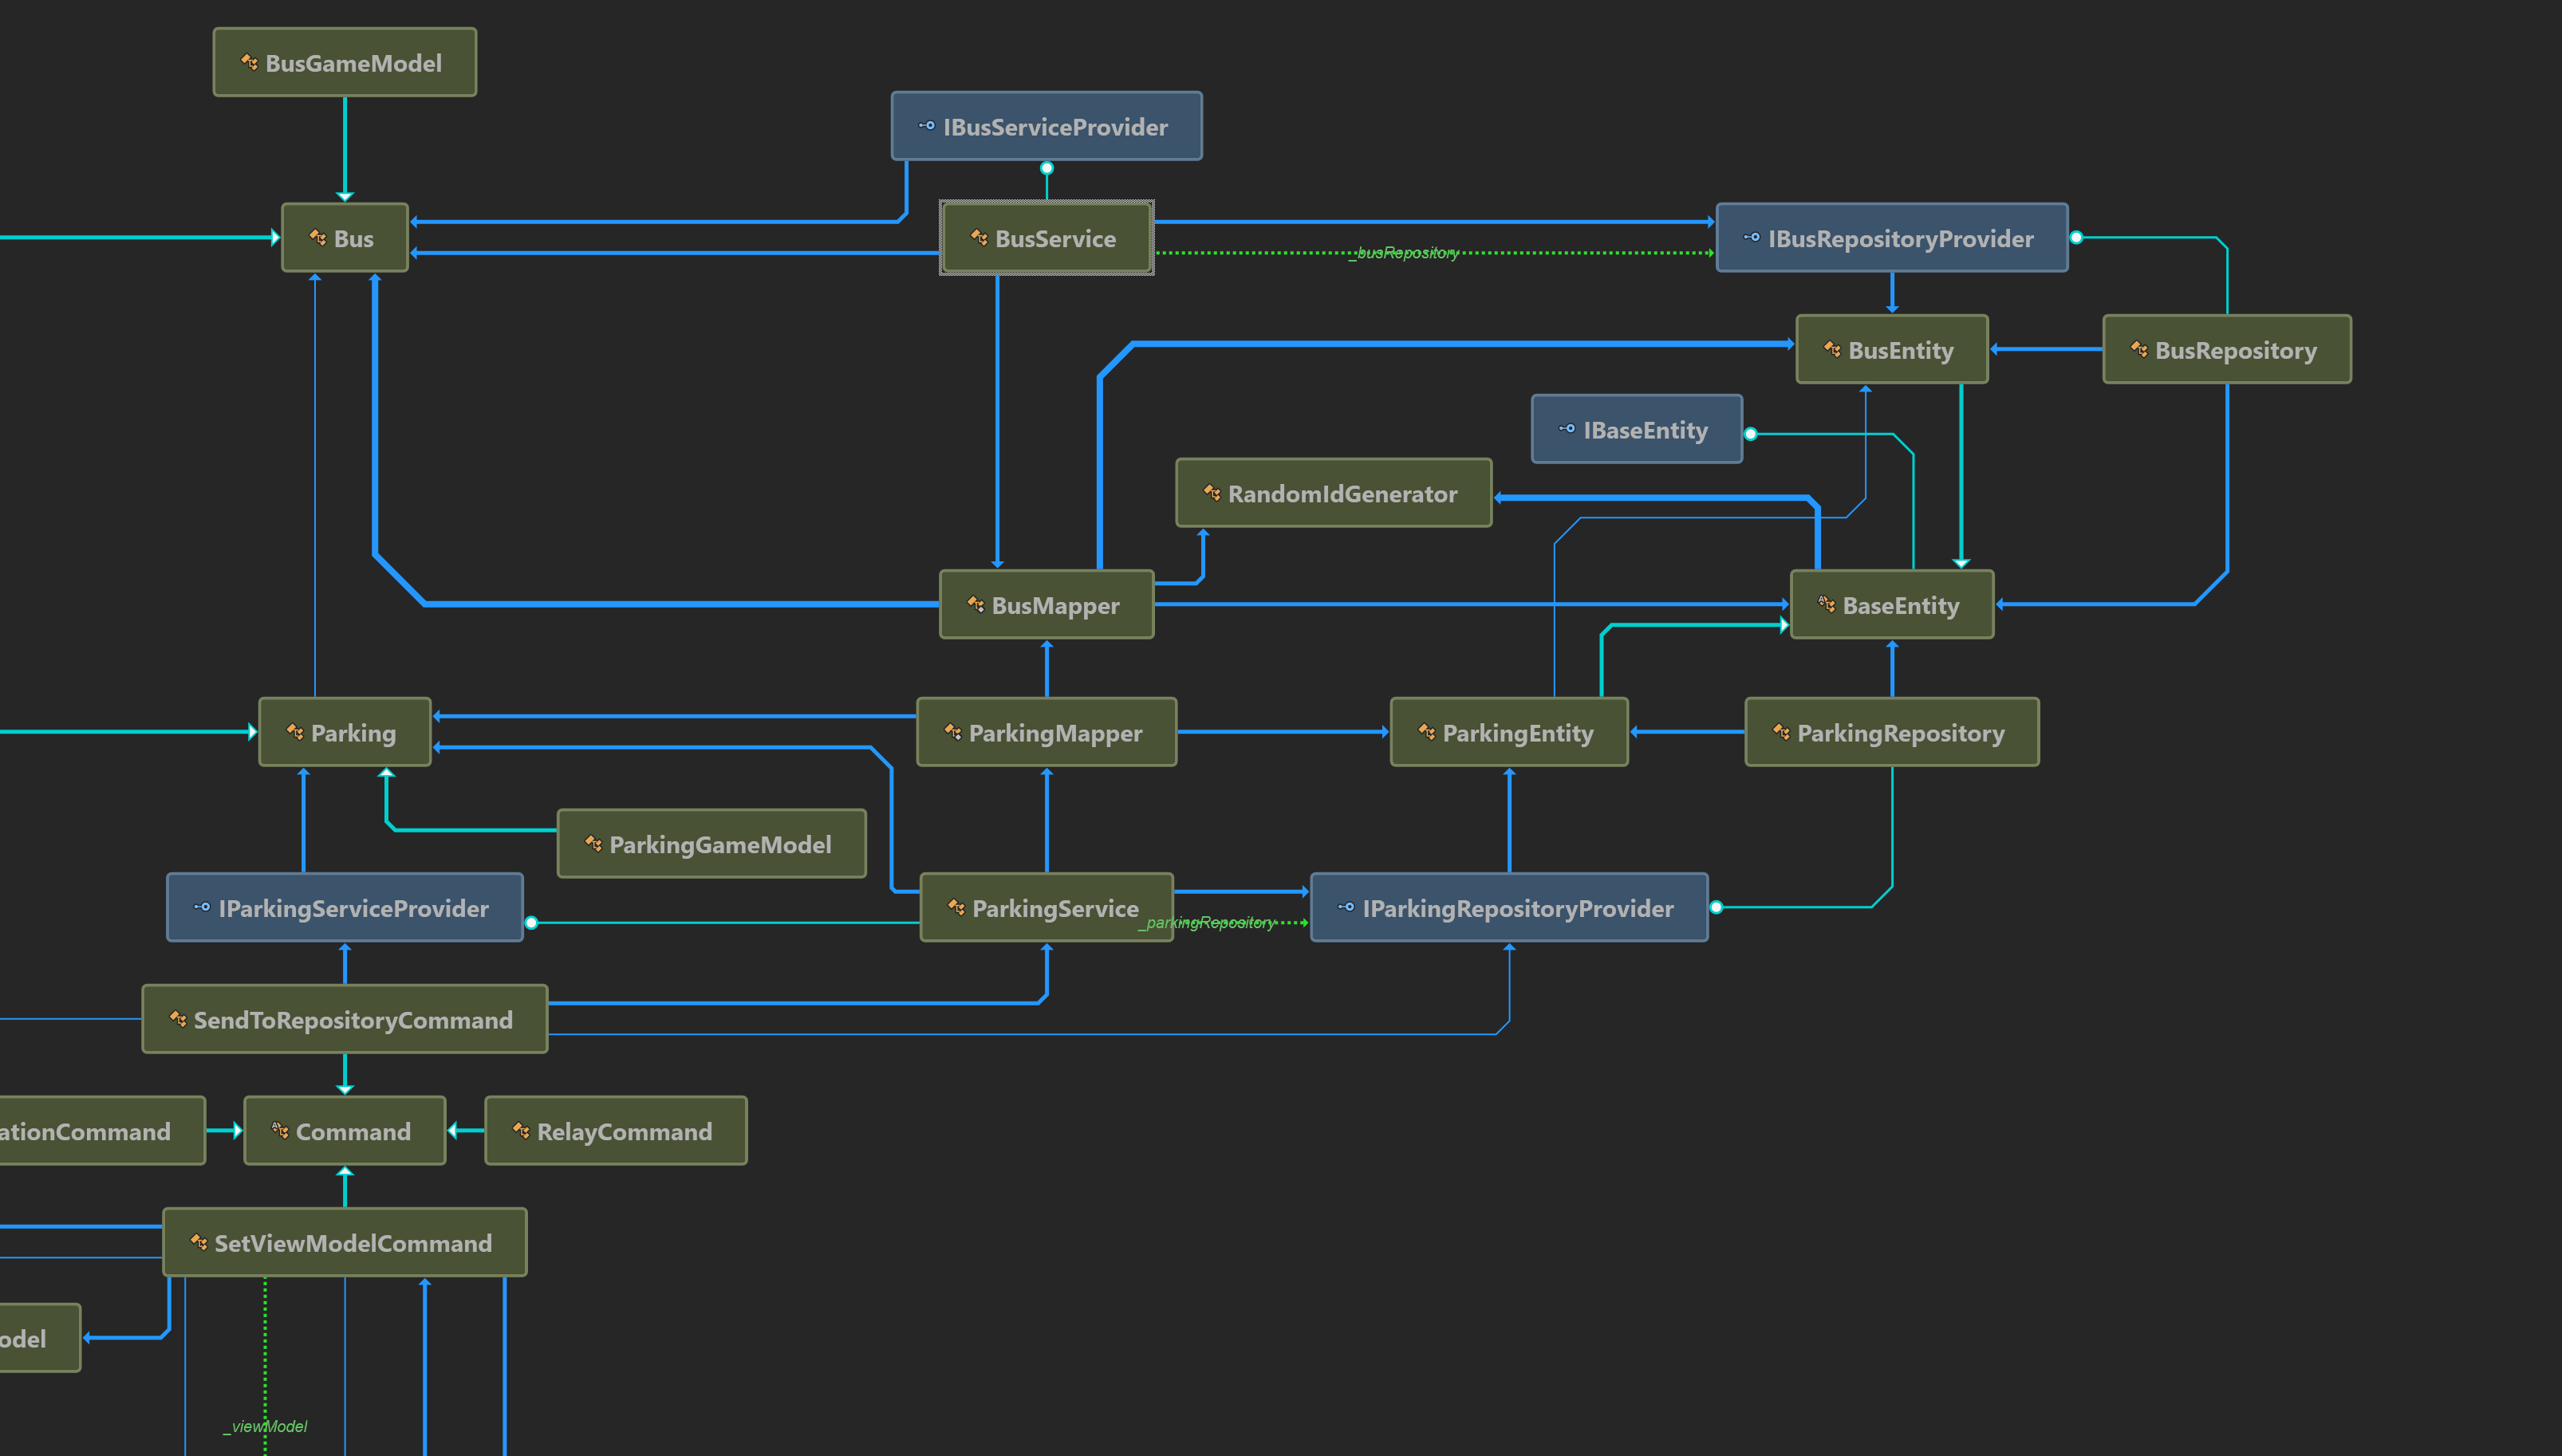 BusGameModel
IBusServiceProvider
Bus
BusService
_busRepository
IBusRepositoryProvider
BusEntity
BusRepository
IBaseEntity
RandomIdGenerator
BusMapper
BaseEntity
Parking
ParkingMapper
ParkingEntity
ParkingRepository
ParkingGameModel
IParkingServiceProvider
ParkingService
_parkingRepository
IParkingRepositoryProvider
SendToRepositoryCommand
ationCommand
Command
RelayCommand
SetViewModelCommand
odel
_viewModel